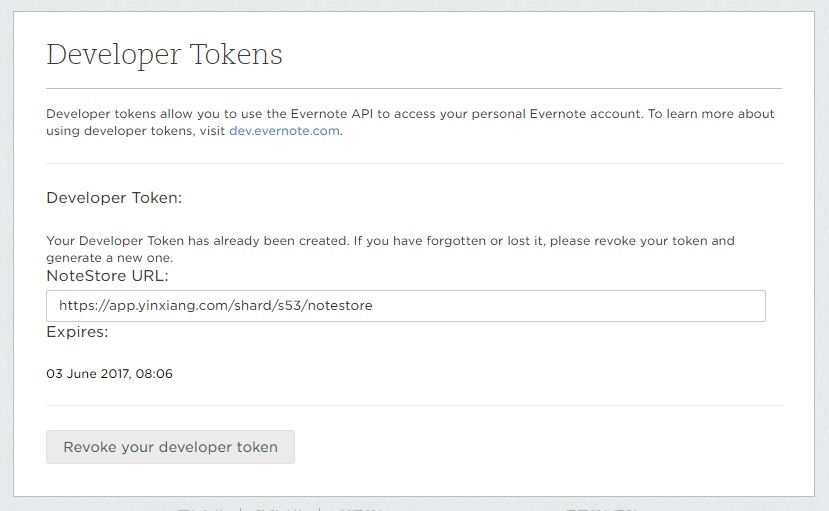 Developer Tokens
Developer tokens allow you to use the Evernote API to access your personal Evernote account. To learn more about
using developer tokens, visit dev.evernote.com.
Developer Token:
Your Developer Token has already been created. If you have forgotten or lost it, please revoke your token and
generate a new one.
NoteStore URL:
https://app.yinxiang.com/shard/s53/notestore
Expires:
03 June 2017, 08:06
Revoke your developer token